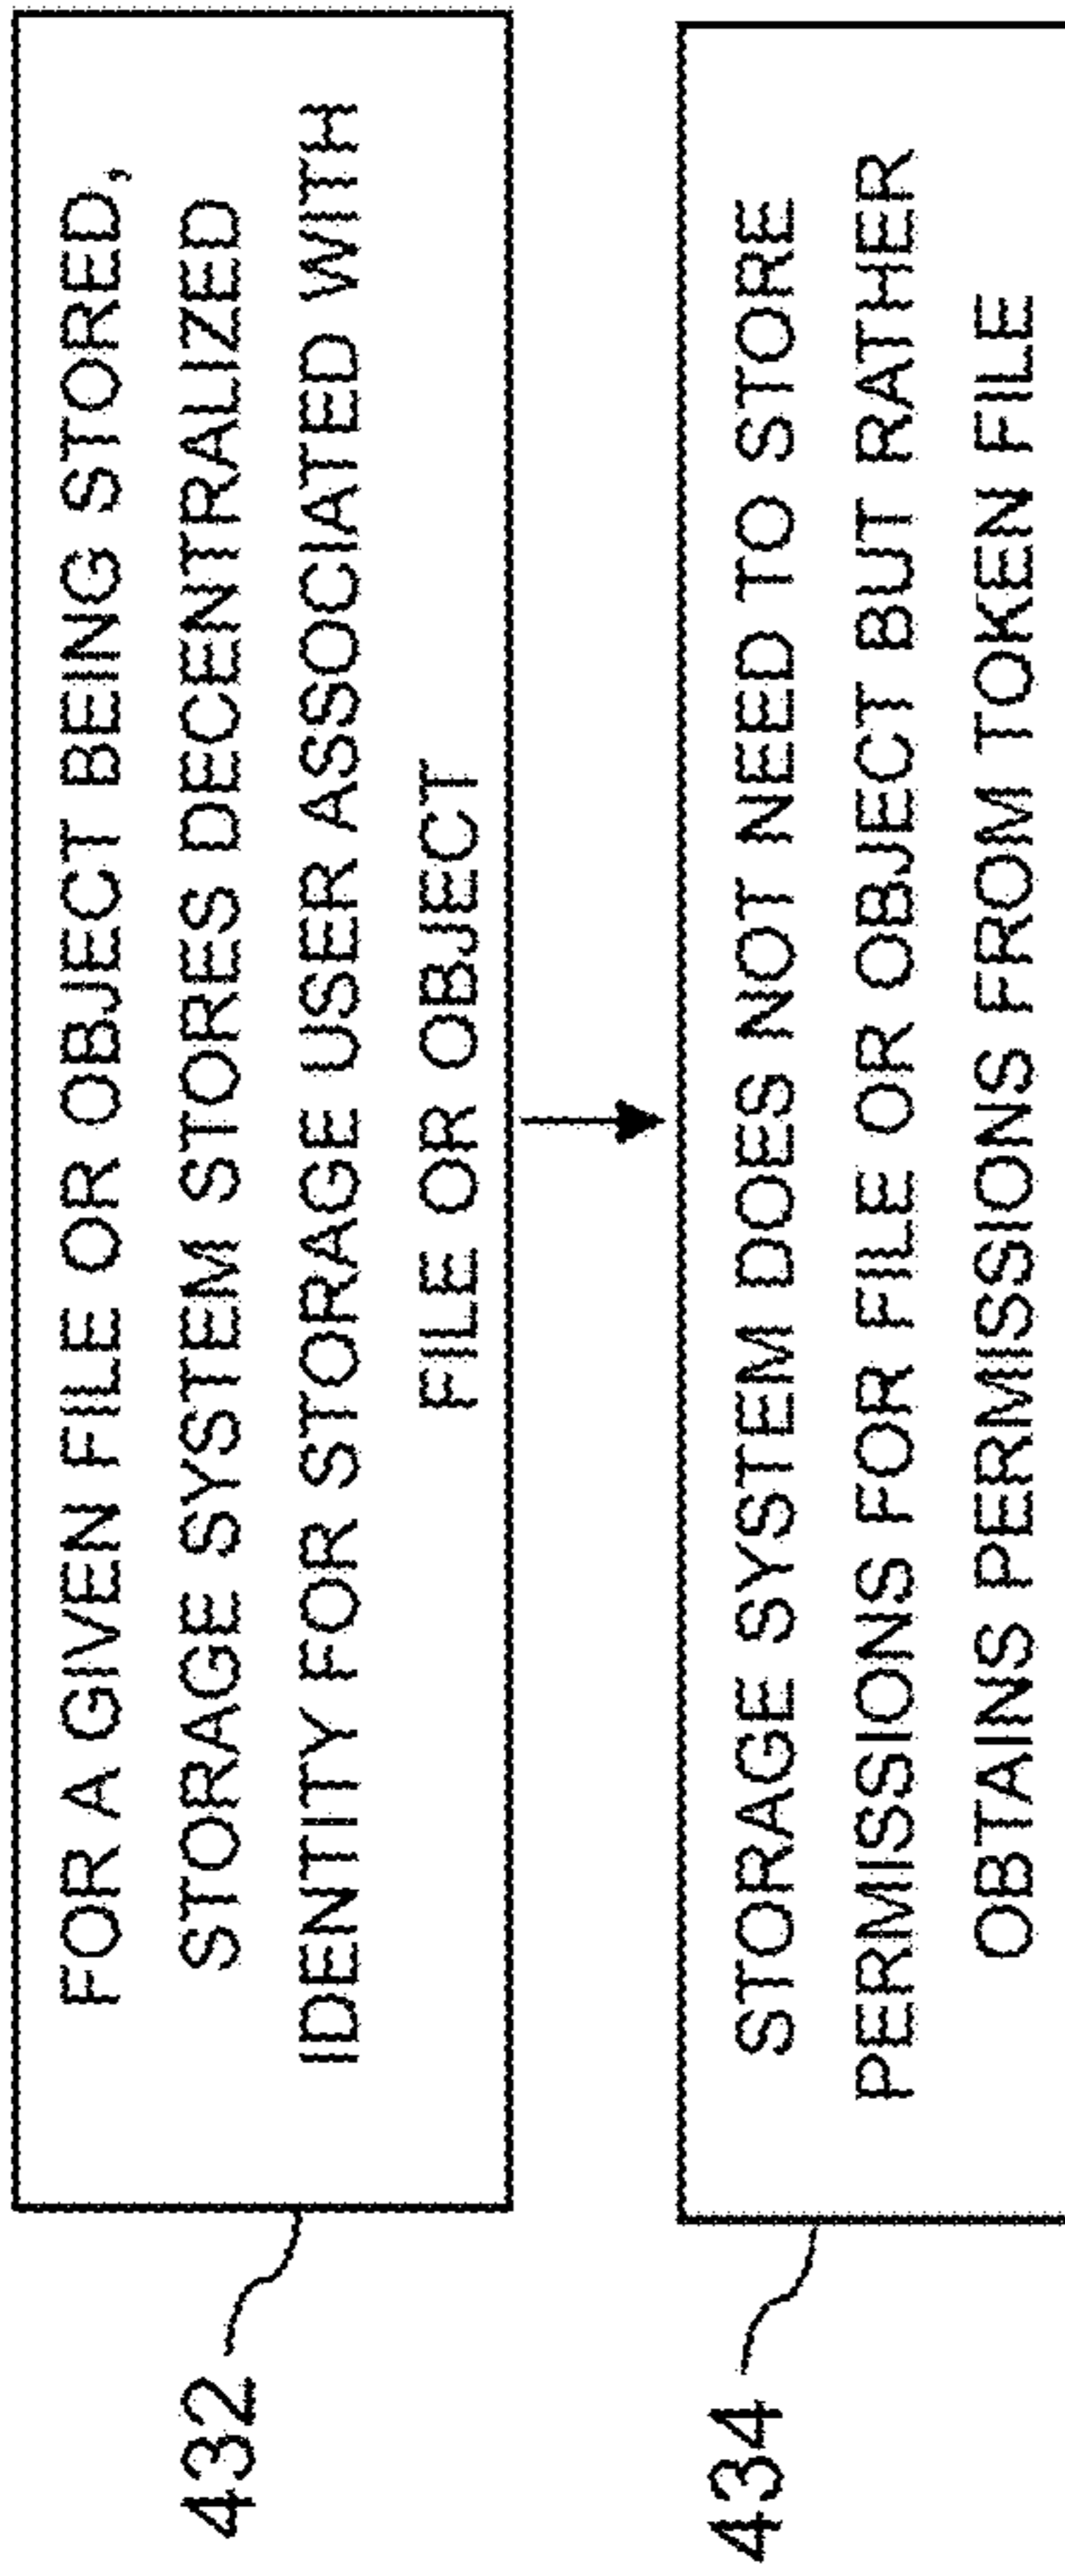 FOR A GIVEN FILE OR OBJECT BEING STORED,
STORAGE SYSTEM STORES DECENTRALIZED
IDENTITY FOR STORAGE USER ASSOCIATED WITH
FILE OR OBJECT
432
STORAGE SYSTEM DOES NOT NEED TO STORE
PERMISSIONS FOR FILE OR OBJECT BUT RATHER
OBTAINS PERMISSIONS FROM TOKEN FILE
434